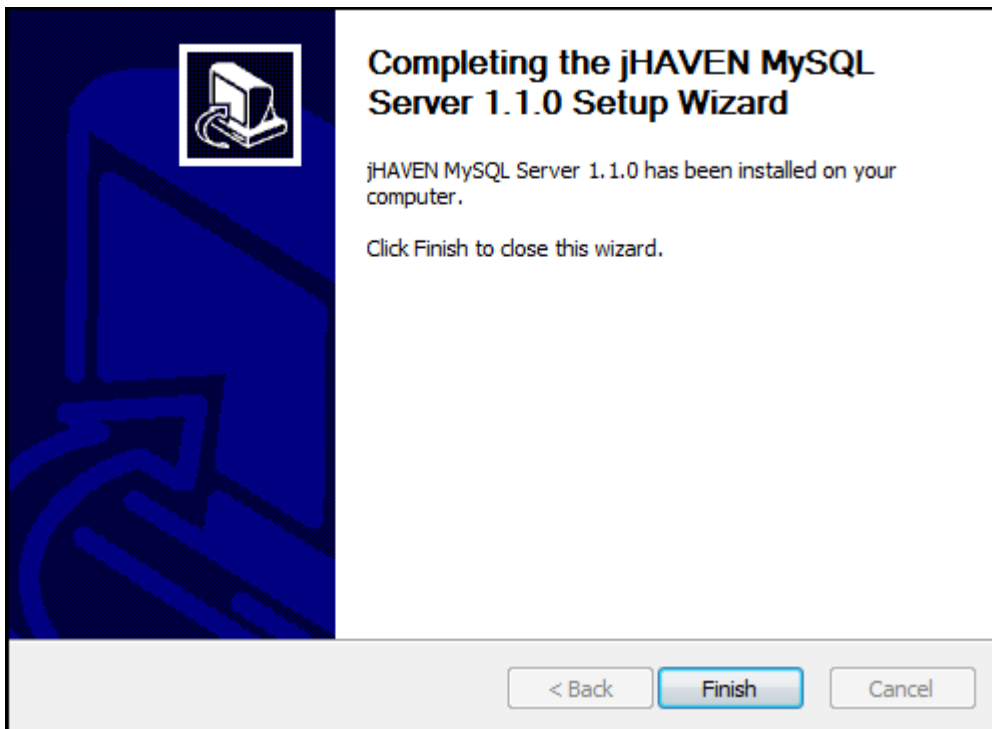 Completing the jHAVEN MySQL
Server 1.1.0 Setup Wizard
jHAVEN MySQL Server 1.1.0 has been installed on your
computer.
Click Finish to close this wizard.
< Back
Finish
Cancel